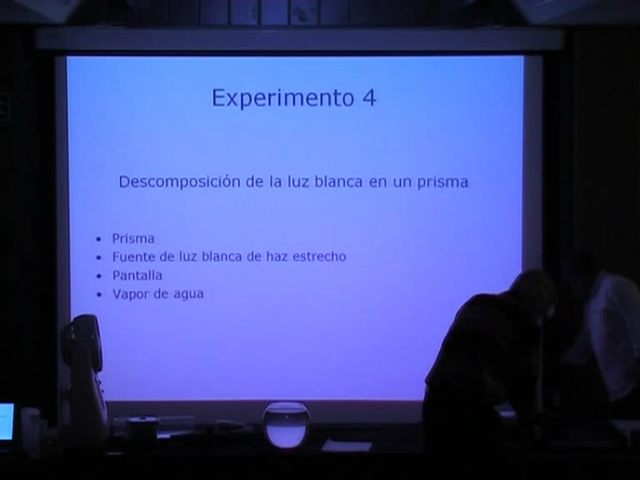 Experimento 4
Descomposición de la luz blanca en un prisma
• Prisma
• Fuente de luz blanca de haz estrecho
• Pantalla
• Vapor de agua